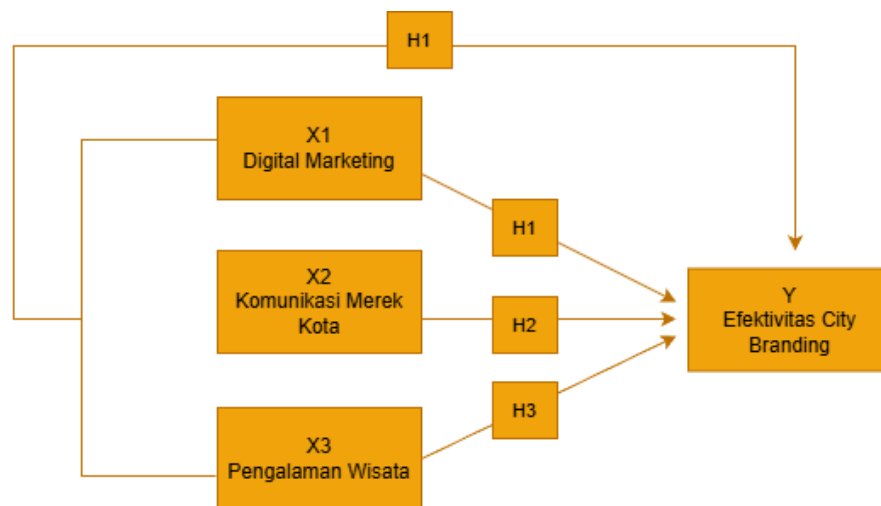 H1
X1
Digital Marketing
H1
X2
Komunikasi Merek
Kota
H2
Y
Efektivitas City
Branding
H3
X3
Pengalaman Wisata